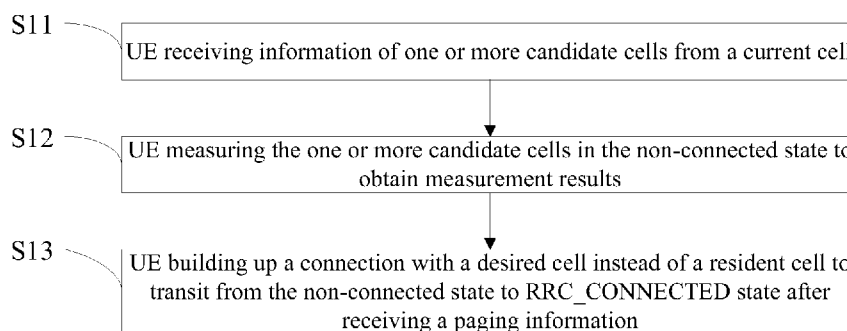 S11
UE receiving information of one or more candidate cells from a current cell
S12
UE measuring the one or more candidate cells in the non-connected state to
obtain measurement results
S13
UE building up a connection with a desired cell instead of a resident cell to
transit from the non-connected state to RRC_CONNECTED state after
receiving a paging information